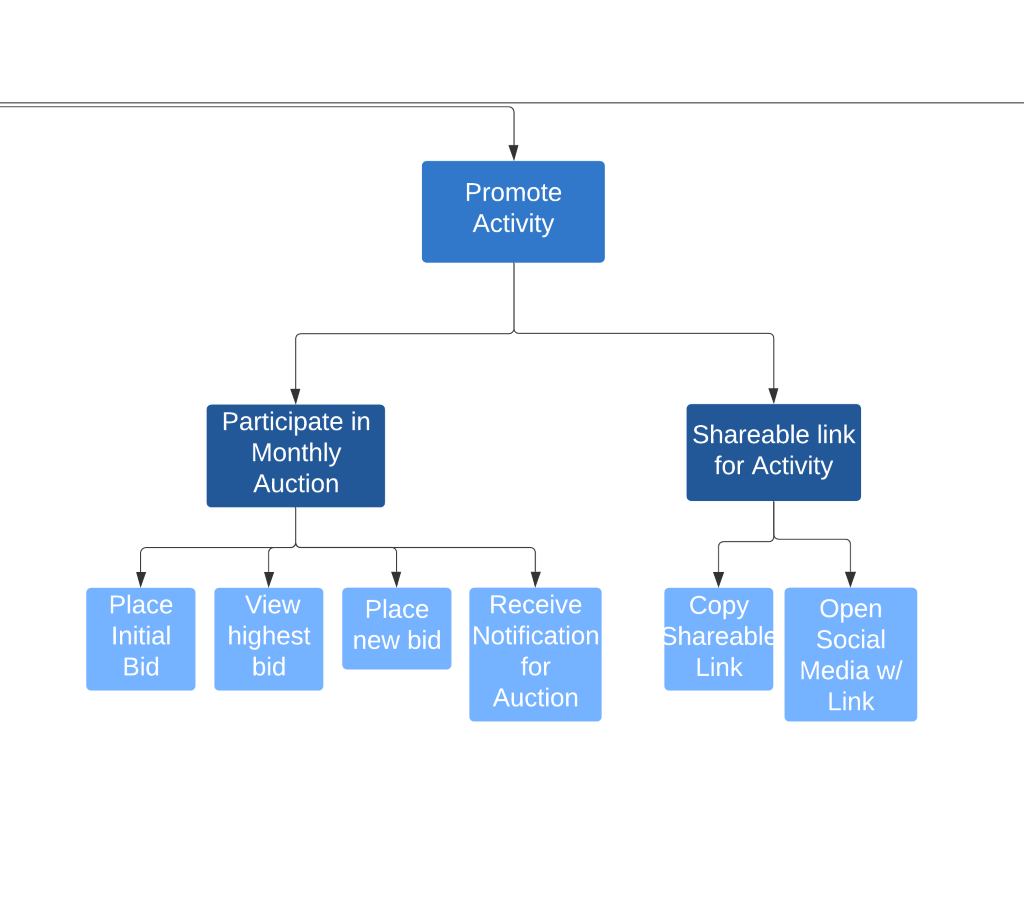 Promote
Activity
Participate in
Monthly
Auction
Shareable link
for Activity
Place
Initial
Bid
View
highest
bid
Place
new bid
Receive
Notification
for
Auction
Copy
Shareable
Link
Open
Social
Media w/
Link